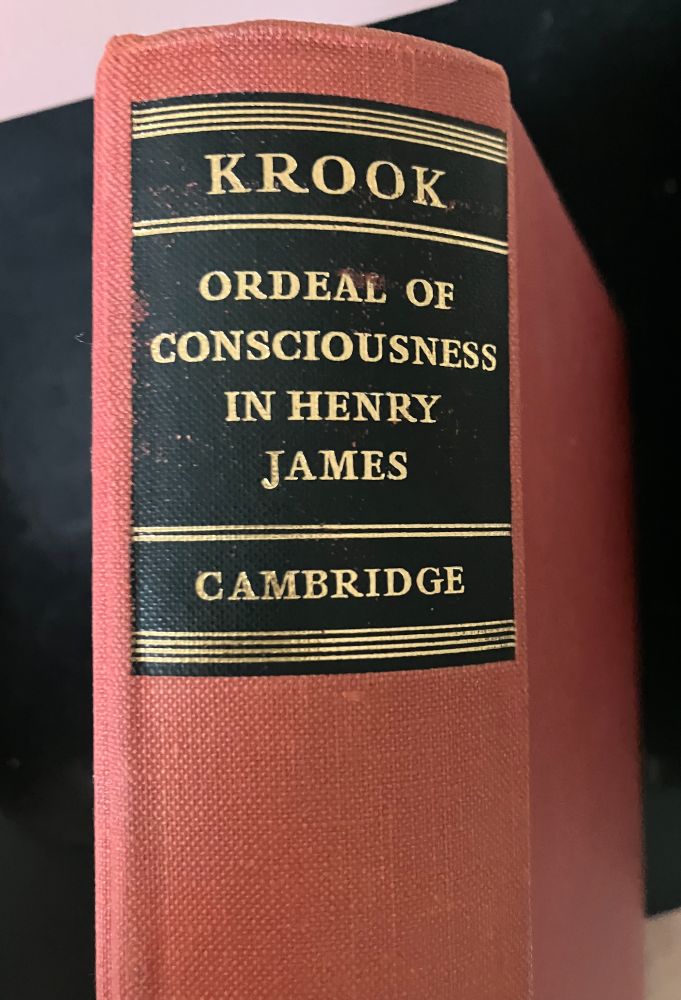 KROOK
ORDEAL OF
CONSCIOUSNESS
IN HENRY
JAMES
CAMBRIDGE